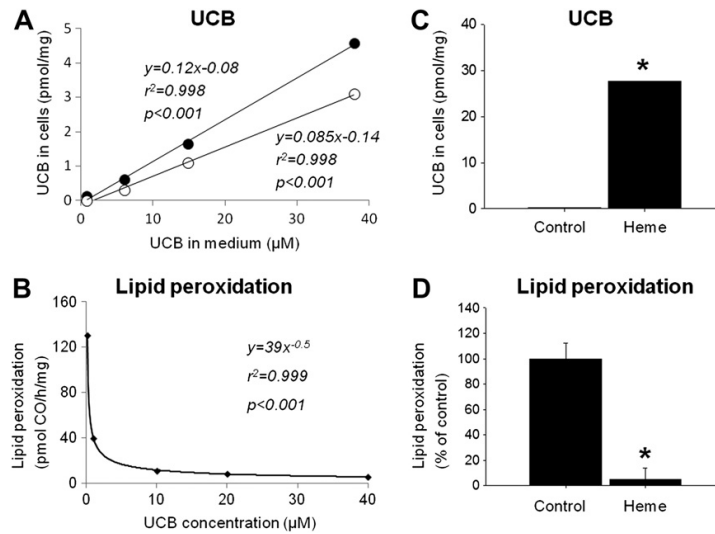 A
UCB
UCB in cells (pmol/mg)
5
4
3
2
1
0
y=0.12x-0.08
r²=0.998
p<0.001
y=0.085x-0.14
r²=0.998
p<0.001
0
10
20
30
40
UCB in medium (µM)
C
UCB
UCB in cells (pmol/mg)
40
30
20
10
0
*
Control
Heme
B
Lipid peroxidation
Lipid peroxidation
(pmol CO/h/mg)
160
120
80
40
0
y=39x⁻⁰·⁵
r²=0.999
p<0.001
0
10
20
30
40
UCB concentration (µM)
D
Lipid peroxidation
Lipid peroxidation
(% of control)
140
120
100
80
60
40
20
0
*
Control
Heme